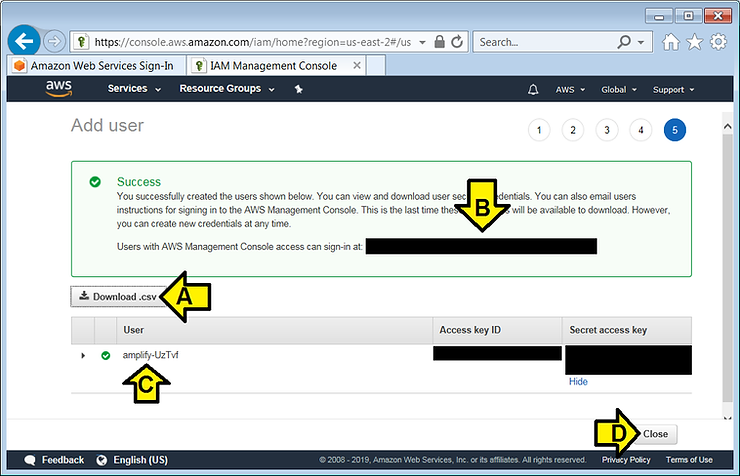 https://console.aws.amazon.com/iam/home?region=us-east-2#/us
Search...
Amazon Web Services Sign-In
IAM Management Console
aws
Services
Resource Groups
AWS
Global
Support
Add user
1
2
3
4
5
Success
You successfully created the users shown below. You can view and download user sec credentials. You can also email users
instructions for signing in to the AWS Management Console. This is the last time these will be available to download. However,
you can create new credentials at any time.
Users with AWS Management Console access can sign-in at:
B
Download .csv
A
User
Access key ID
Secret access key
amplify-UzTvf
Hide
C
D
Close
Feedback
English (US)
© 2008 - 2019, Amazon Web Services, Inc. or its affiliates. All rights reserved.
Privacy Policy
Terms of Use